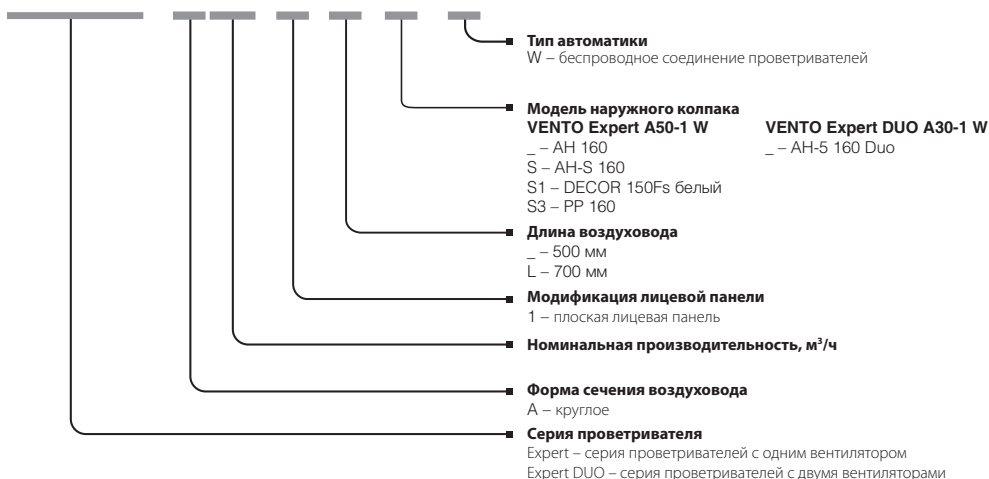 Тип автоматики
W – беспроводное соединение проветривателей
Модель наружного колпака
VENTO Expert A50-1 W
_ – AH 160
S – AH-S 160
S1 – DECOR 150Fs белый
S3 – PP 160
VENTO Expert DUO A30-1 W
_ – AH-5 160 Duo
Длина воздуховода
_ – 500 мм
L – 700 мм
Модификация лицевой панели
1 – плоская лицевая панель
Номинальная производительность, м³/ч
Форма сечения воздуховода
А – круглое
Серия проветривателя
Expert – серия проветривателей с одним вентилятором
Expert DUO – серия проветривателей с двумя вентиляторами